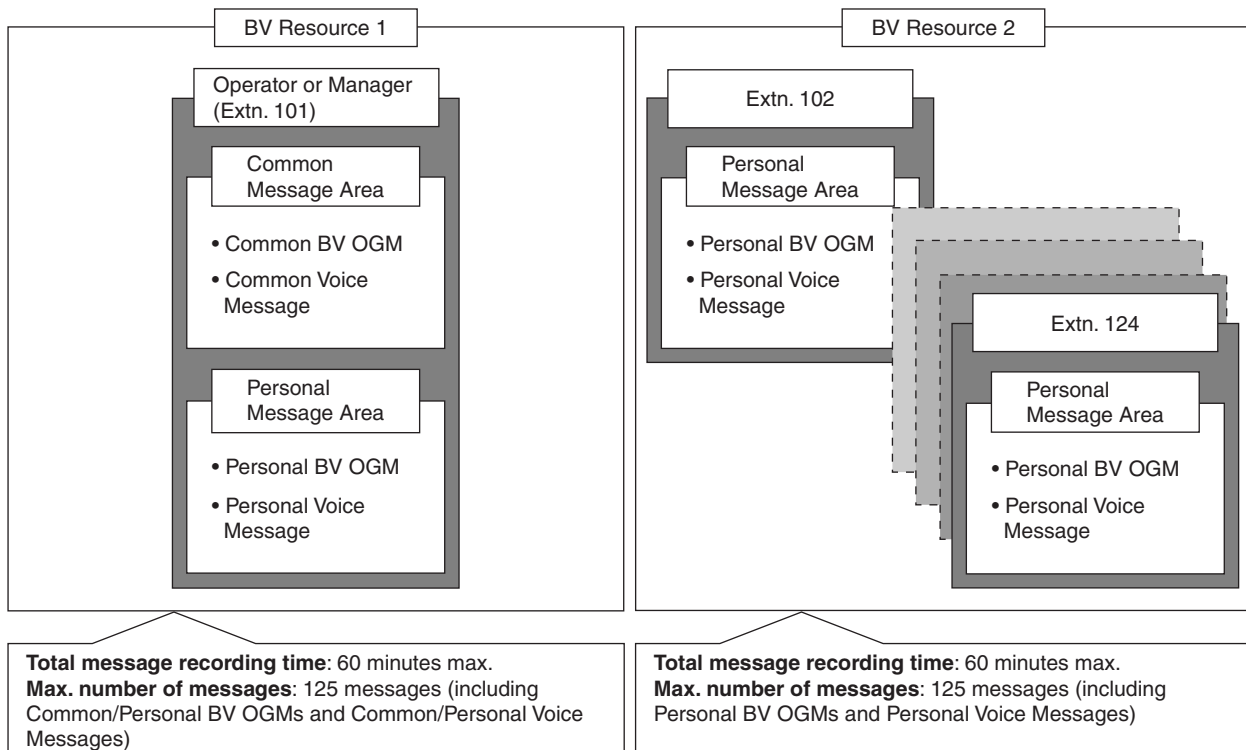 BV Resource 1
Operator or Manager
(Extn. 101)
Common
Message Area
• Common BV OGM
• Common Voice
Message
Personal
Message Area
• Personal BV OGM
• Personal Voice
Message
Total message recording time: 60 minutes max.
Max. number of messages: 125 messages (including
Common/Personal BV OGMs and Common/Personal Voice
Messages)
BV Resource 2
Extn. 102
Personal
Message Area
• Personal BV OGM
• Personal Voice
Message
Extn. 124
Personal
Message Area
• Personal BV OGM
• Personal Voice
Message
Total message recording time: 60 minutes max.
Max. number of messages: 125 messages (including
Personal BV OGMs and Personal Voice Messages)